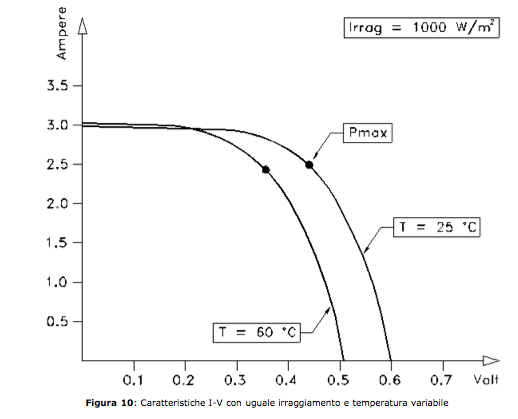 Ampere
Irrag = 1000 W/m²
3.5
3.0
Pmax
2.5
2.0
T = 25 °C
1.5
1.0
0.5
T = 60 °C
0.1 0.2 0.3 0.4 0.5 0.6 0.7 Volt
Figura 10: Caratteristiche I-V con uguale irraggiamento e temperatura variabile